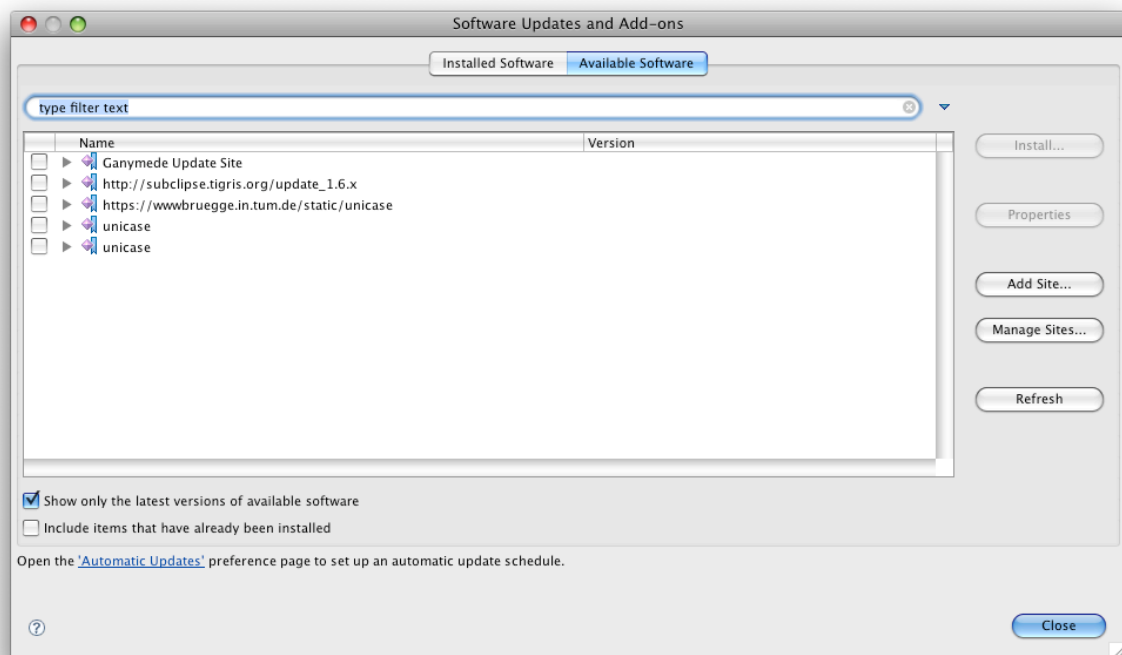 Software Updates and Add-ons
Installed Software Available Software
type filter text
Name Version
Install...
Ganymede Update Site
http://subclipse.tigris.org/update_1.6.x
https://wwwbruegge.in.tum.de/static/unicase
Properties
unicase
unicase
Add Site...
Manage Sites...
Refresh
Show only the latest versions of available software
Include items that have already been installed
Open the 'Automatic Updates' preference page to set up an automatic update schedule.
?
Close